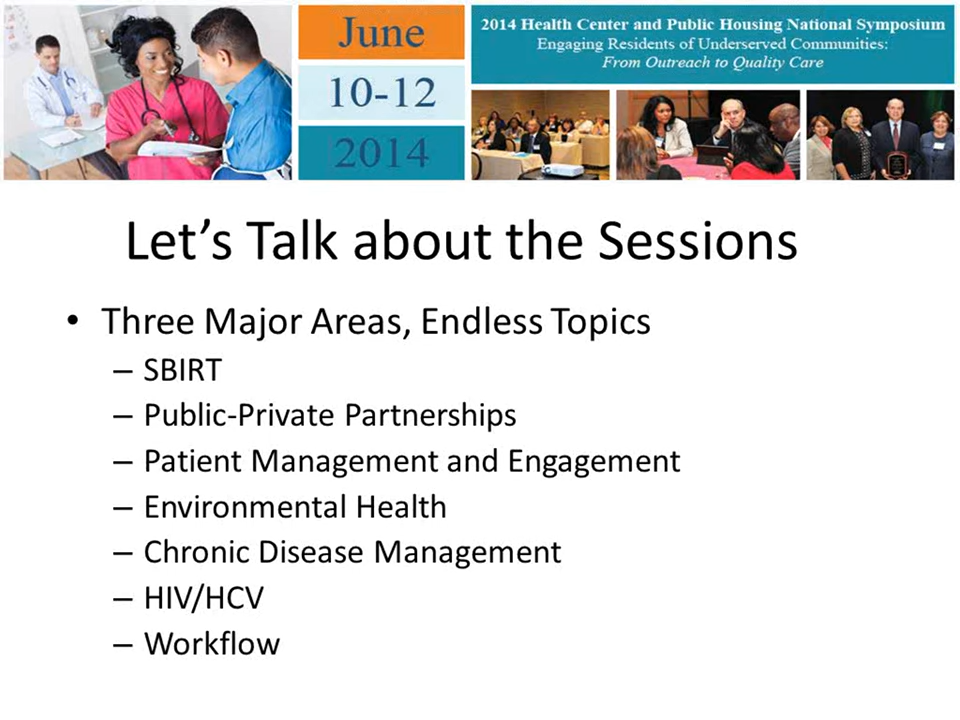 June
10-12
2014
2014 Health Center and Public Housing National Symposium
Engaging Residents of Underserved Communities:
From Outreach to Quality Care
Let’s Talk about the Sessions
• Three Major Areas, Endless Topics
– SBIRT
– Public-Private Partnerships
– Patient Management and Engagement
– Environmental Health
– Chronic Disease Management
– HIV/HCV
– Workflow